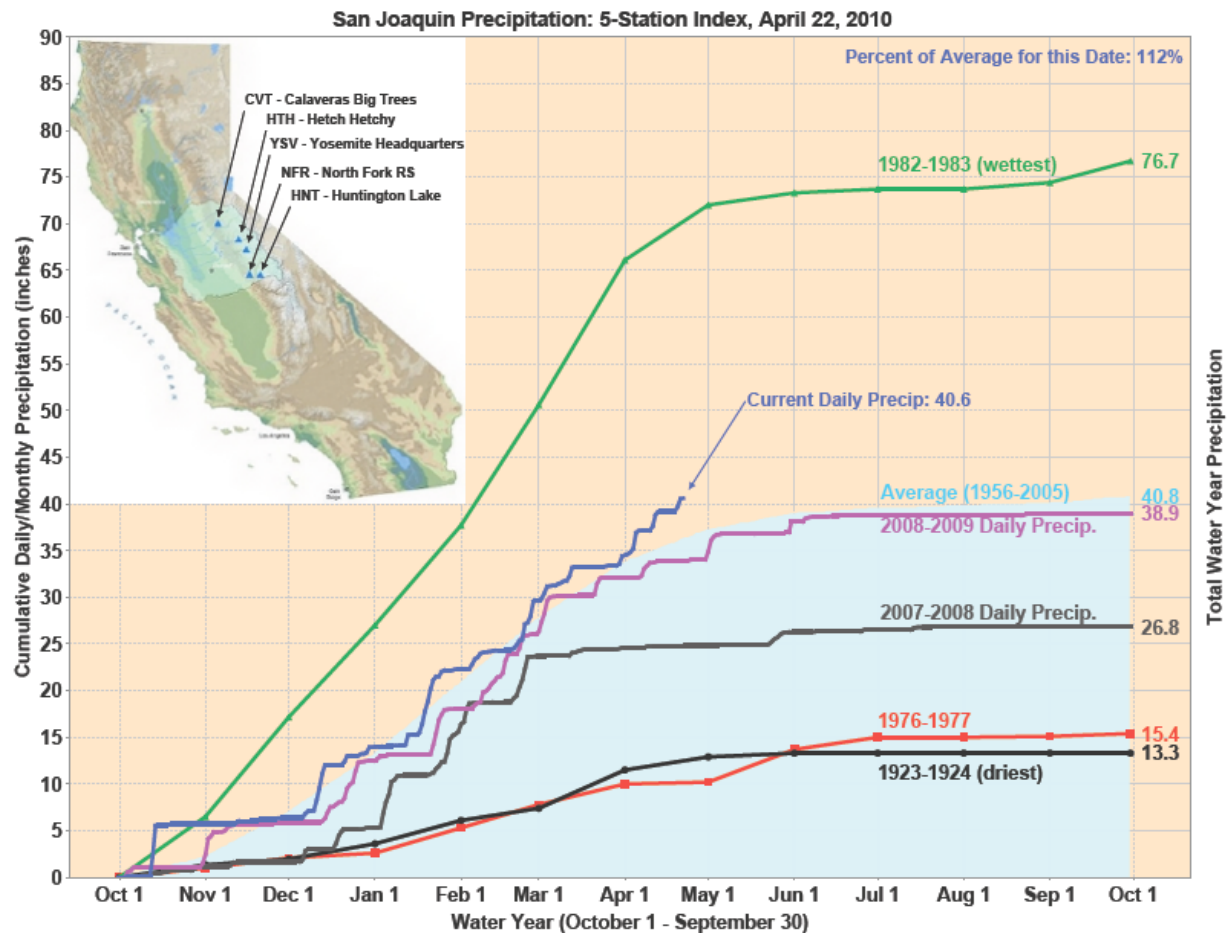 San Joaquin Precipitation: 5-Station Index, April 22, 2010
Percent of Average for this Date: 112%
CVT - Calaveras Big Trees
HTH - Hetch Hetchy
YSV - Yosemite Headquarters
NFR - North Fork RS
HNT - Huntington Lake
San Francisco
Los Angeles
San Diego
1982-1983 (wettest)
76.7
Current Daily Precip: 40.6
Average (1956-2005)
40.8
2008-2009 Daily Precip.
38.9
2007-2008 Daily Precip.
26.8
1976-1977
15.4
1923-1924 (driest)
13.3
Cumulative Daily/Monthly Precipitation (inches)
90
85
80
75
70
65
60
55
50
45
40
35
30
25
20
15
10
5
0
Total Water Year Precipitation
Oct 1 Nov 1 Dec 1 Jan 1 Feb 1 Mar 1 Apr 1 May 1 Jun 1 Jul 1 Aug 1 Sep 1 Oct 1
Water Year (October 1 - September 30)